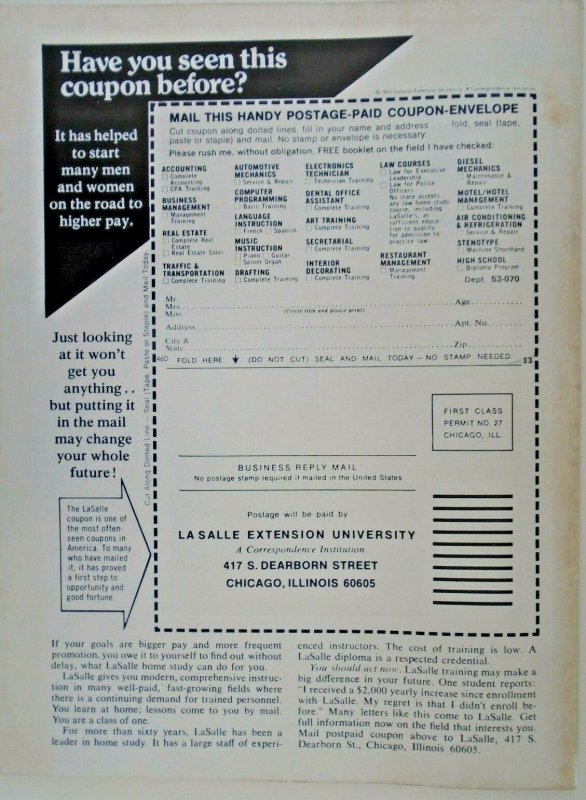 Have you seen this
coupon before?
It has helped
to start
many men
and women
on the road to
higher pay.
Just looking
at it won't
get you
anything . .
but putting it
in the mail
may change
your whole
future!
The LaSalle
coupon is one of
the most often-
seen coupons in
America. To many
who have mailed
it, it has proved
a first step to
opportunity and
good fortune.
Cut Along Dotted Line — Seal (Tape, Paste or Staple) and Mail Today
© 1972 LaSalle Extension University, A Correspondence Institution
MAIL THIS HANDY POSTAGE-PAID COUPON-ENVELOPE
Cut coupon along dotted lines, fill in your name and address . . . fold, seal (tape,
paste or staple) and mail. No stamp or envelope is necessary.
Please rush me, without obligation, FREE booklet on the field I have checked:
ACCOUNTING
Complete
Accounting
CPA Training
BUSINESS
MANAGEMENT
Management
Training
REAL ESTATE
Complete Real
Estate
Real Estate Sales
TRAFFIC &
TRANSPORTATION
Complete Training
AUTOMOTIVE
MECHANICS
Service & Repair
COMPUTER
PROGRAMMING
Basic Training
LANGUAGE
INSTRUCTION
French Spanish
MUSIC
INSTRUCTION
Piano Guitar
Spinet Organ
DRAFTING
Complete Training
ELECTRONICS
TECHNICIAN
Technician Training
DENTAL OFFICE
ASSISTANT
Complete Training
ART TRAINING
Complete Training
SECRETARIAL
Complete Training
INTERIOR
DECORATING
Complete Training
LAW COURSES
Law for Executive
Leadership
Law for Police
Officers
No state accepts
any law home study
course, including
LaSalle's, as
sufficient educa-
tion to qualify
for admission to
practice law
RESTAURANT
MANAGEMENT
Management
Training
DIESEL
MECHANICS
Maintenance &
Repair
MOTEL/HOTEL
MANAGEMENT
Complete Training
AIR CONDITIONING
& REFRIGERATION
Service & Repair
STENOTYPE
Machine Shorthand
HIGH SCHOOL
Diploma Program
Dept. 53-070
Mr.
Mrs.
Miss Age
(Circle title and please print)
Address Apt. No.
City &
State Zip
46D FOLD HERE (DO NOT CUT) SEAL AND MAIL TODAY — NO STAMP NEEDED. 13
FIRST CLASS
PERMIT NO. 27
CHICAGO, ILL.
BUSINESS REPLY MAIL
No postage stamp required if mailed in the United States
Postage will be paid by
LA SALLE EXTENSION UNIVERSITY
A Correspondence Institution
417 S. DEARBORN STREET
CHICAGO, ILLINOIS 60605
If your goals are bigger pay and more frequent
promotion, you owe it to yourself to find out without
delay, what LaSalle home study can do for you.
LaSalle gives you modern, comprehensive instruc-
tion in many well-paid, fast-growing fields where
there is a continuing demand for trained personnel.
You learn at home; lessons come to you by mail.
You are a class of one.
For more than sixty years, LaSalle has been a
leader in home study. It has a large staff of experi-
enced instructors. The cost of training is low. A
LaSalle diploma is a respected credential.
You should act now. LaSalle training may make a
big difference in your future. One student reports:
"I received a $2,000 yearly increase since enrollment
with LaSalle. My regret is that I didn't enroll be-
fore." Many letters like this come to LaSalle. Get
full information now on the field that interests you.
Mail postpaid coupon above to LaSalle, 417 S.
Dearborn St., Chicago, Illinois 60605.